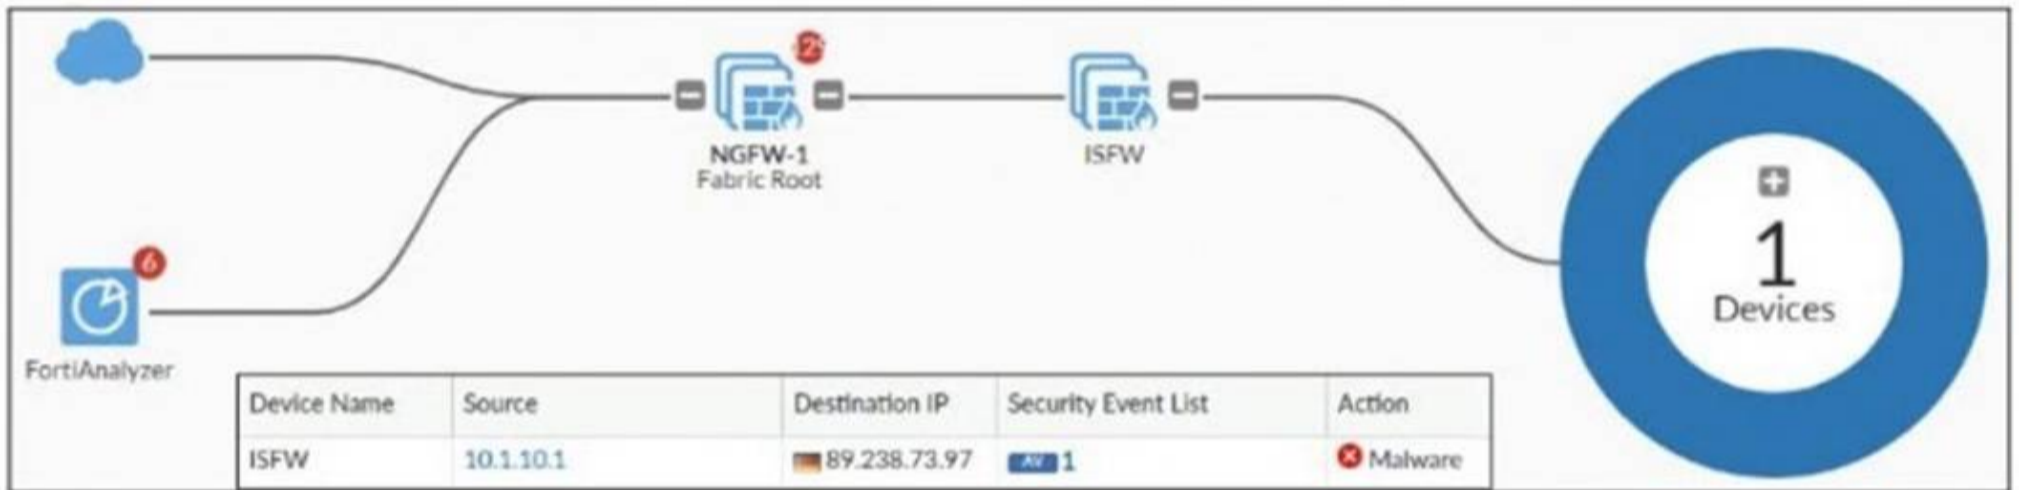 NGFW-1
Fabric Root
ISFW
1
Devices
6
FortiAnalyzer
Device Name Source Destination IP Security Event List Action
ISFW 10.1.10.1 89.238.73.97 AV 1 Malware